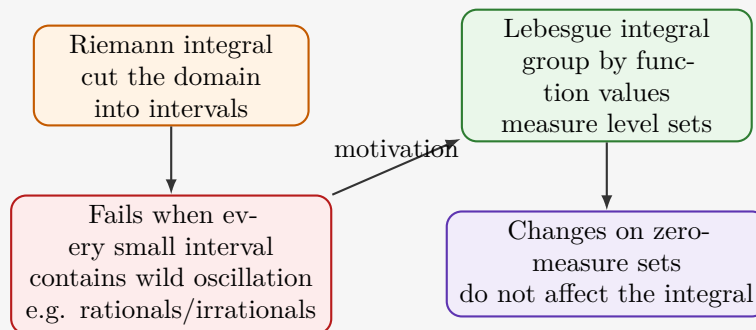 Riemann integral
cut the domain
into intervals
Lebesgue integral
group by func-
tion values
measure level sets
motivation
Fails when ev-
ery small interval
contains wild oscillation
e.g. rationals/irrationals
Changes on zero-
measure sets
do not affect the integral